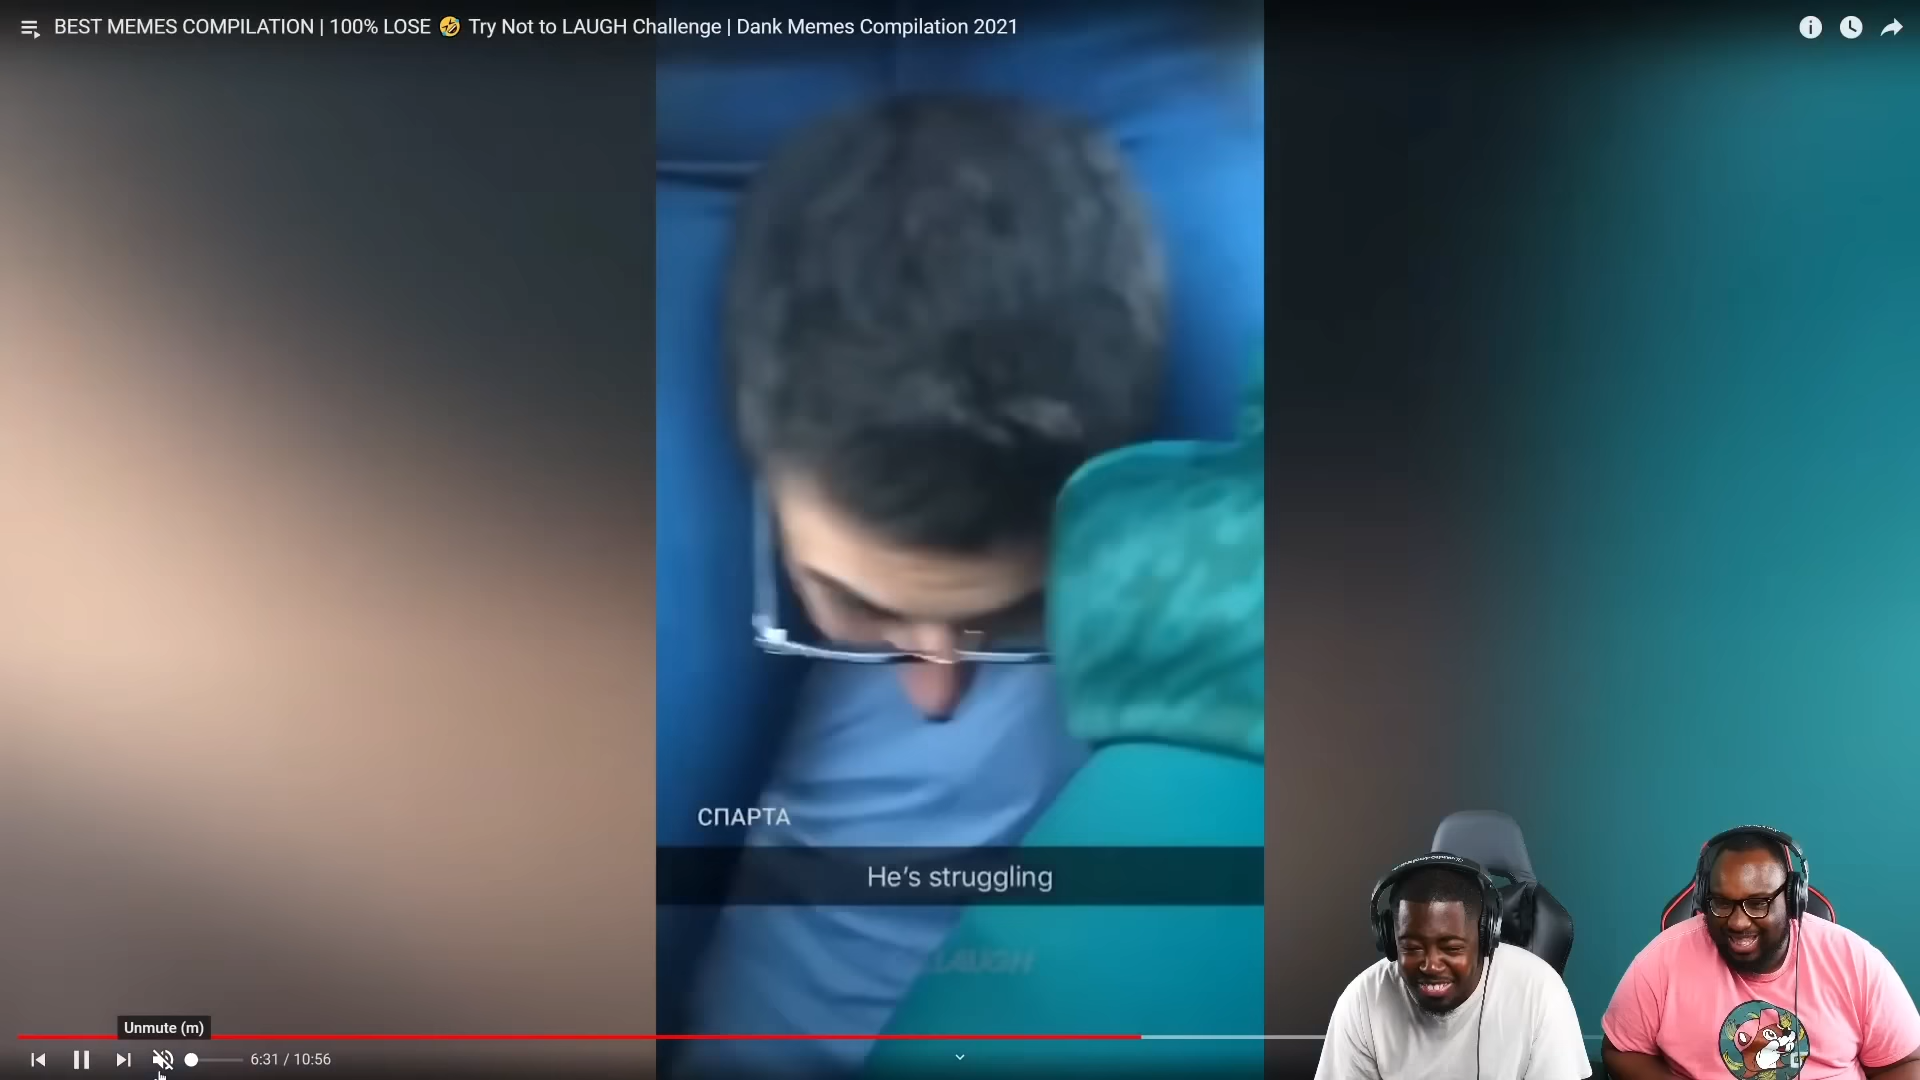 BEST MEMES COMPILATION | 100% LOSE 🤣 Try Not to LAUGH Challenge | Dank Memes Compilation 2021
СПАРТА
He's struggling
LAUGH
Unmute (m)
6:31 / 10:56